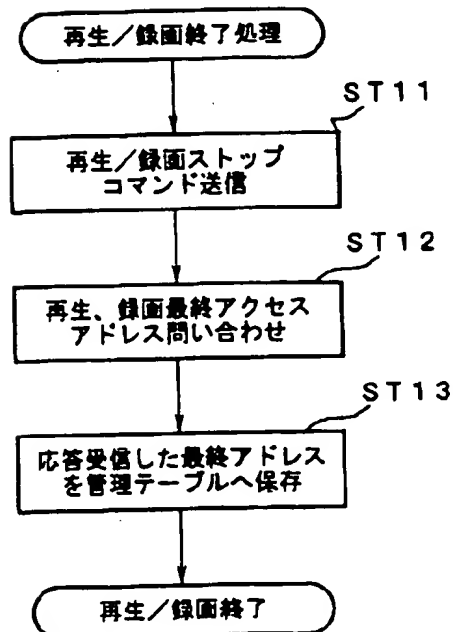 再生／録画終了処理
ST11
再生／録画ストップ
コマンド送信
ST12
再生、録画最終アクセス
アドレス問い合わせ
ST13
応答受信した最終アドレス
を管理テーブルへ保存
再生／録画終了